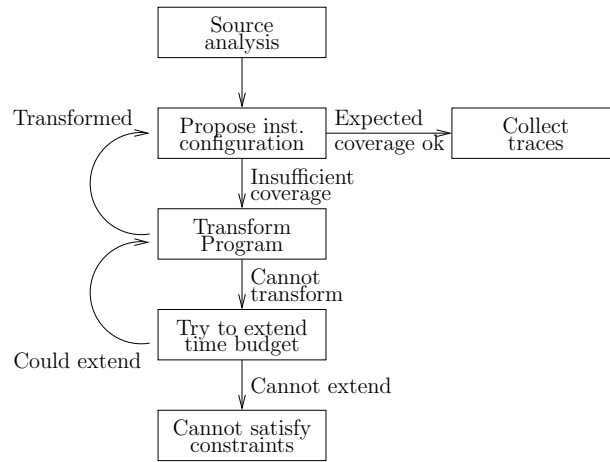 Source
analysis
Transformed
Propose inst.
configuration
Expected
coverage ok
Collect
traces
Insufficient
coverage
Transform
Program
Cannot
transform
Try to extend
time budget
Could extend
Cannot extend
Cannot satisfy
constraints